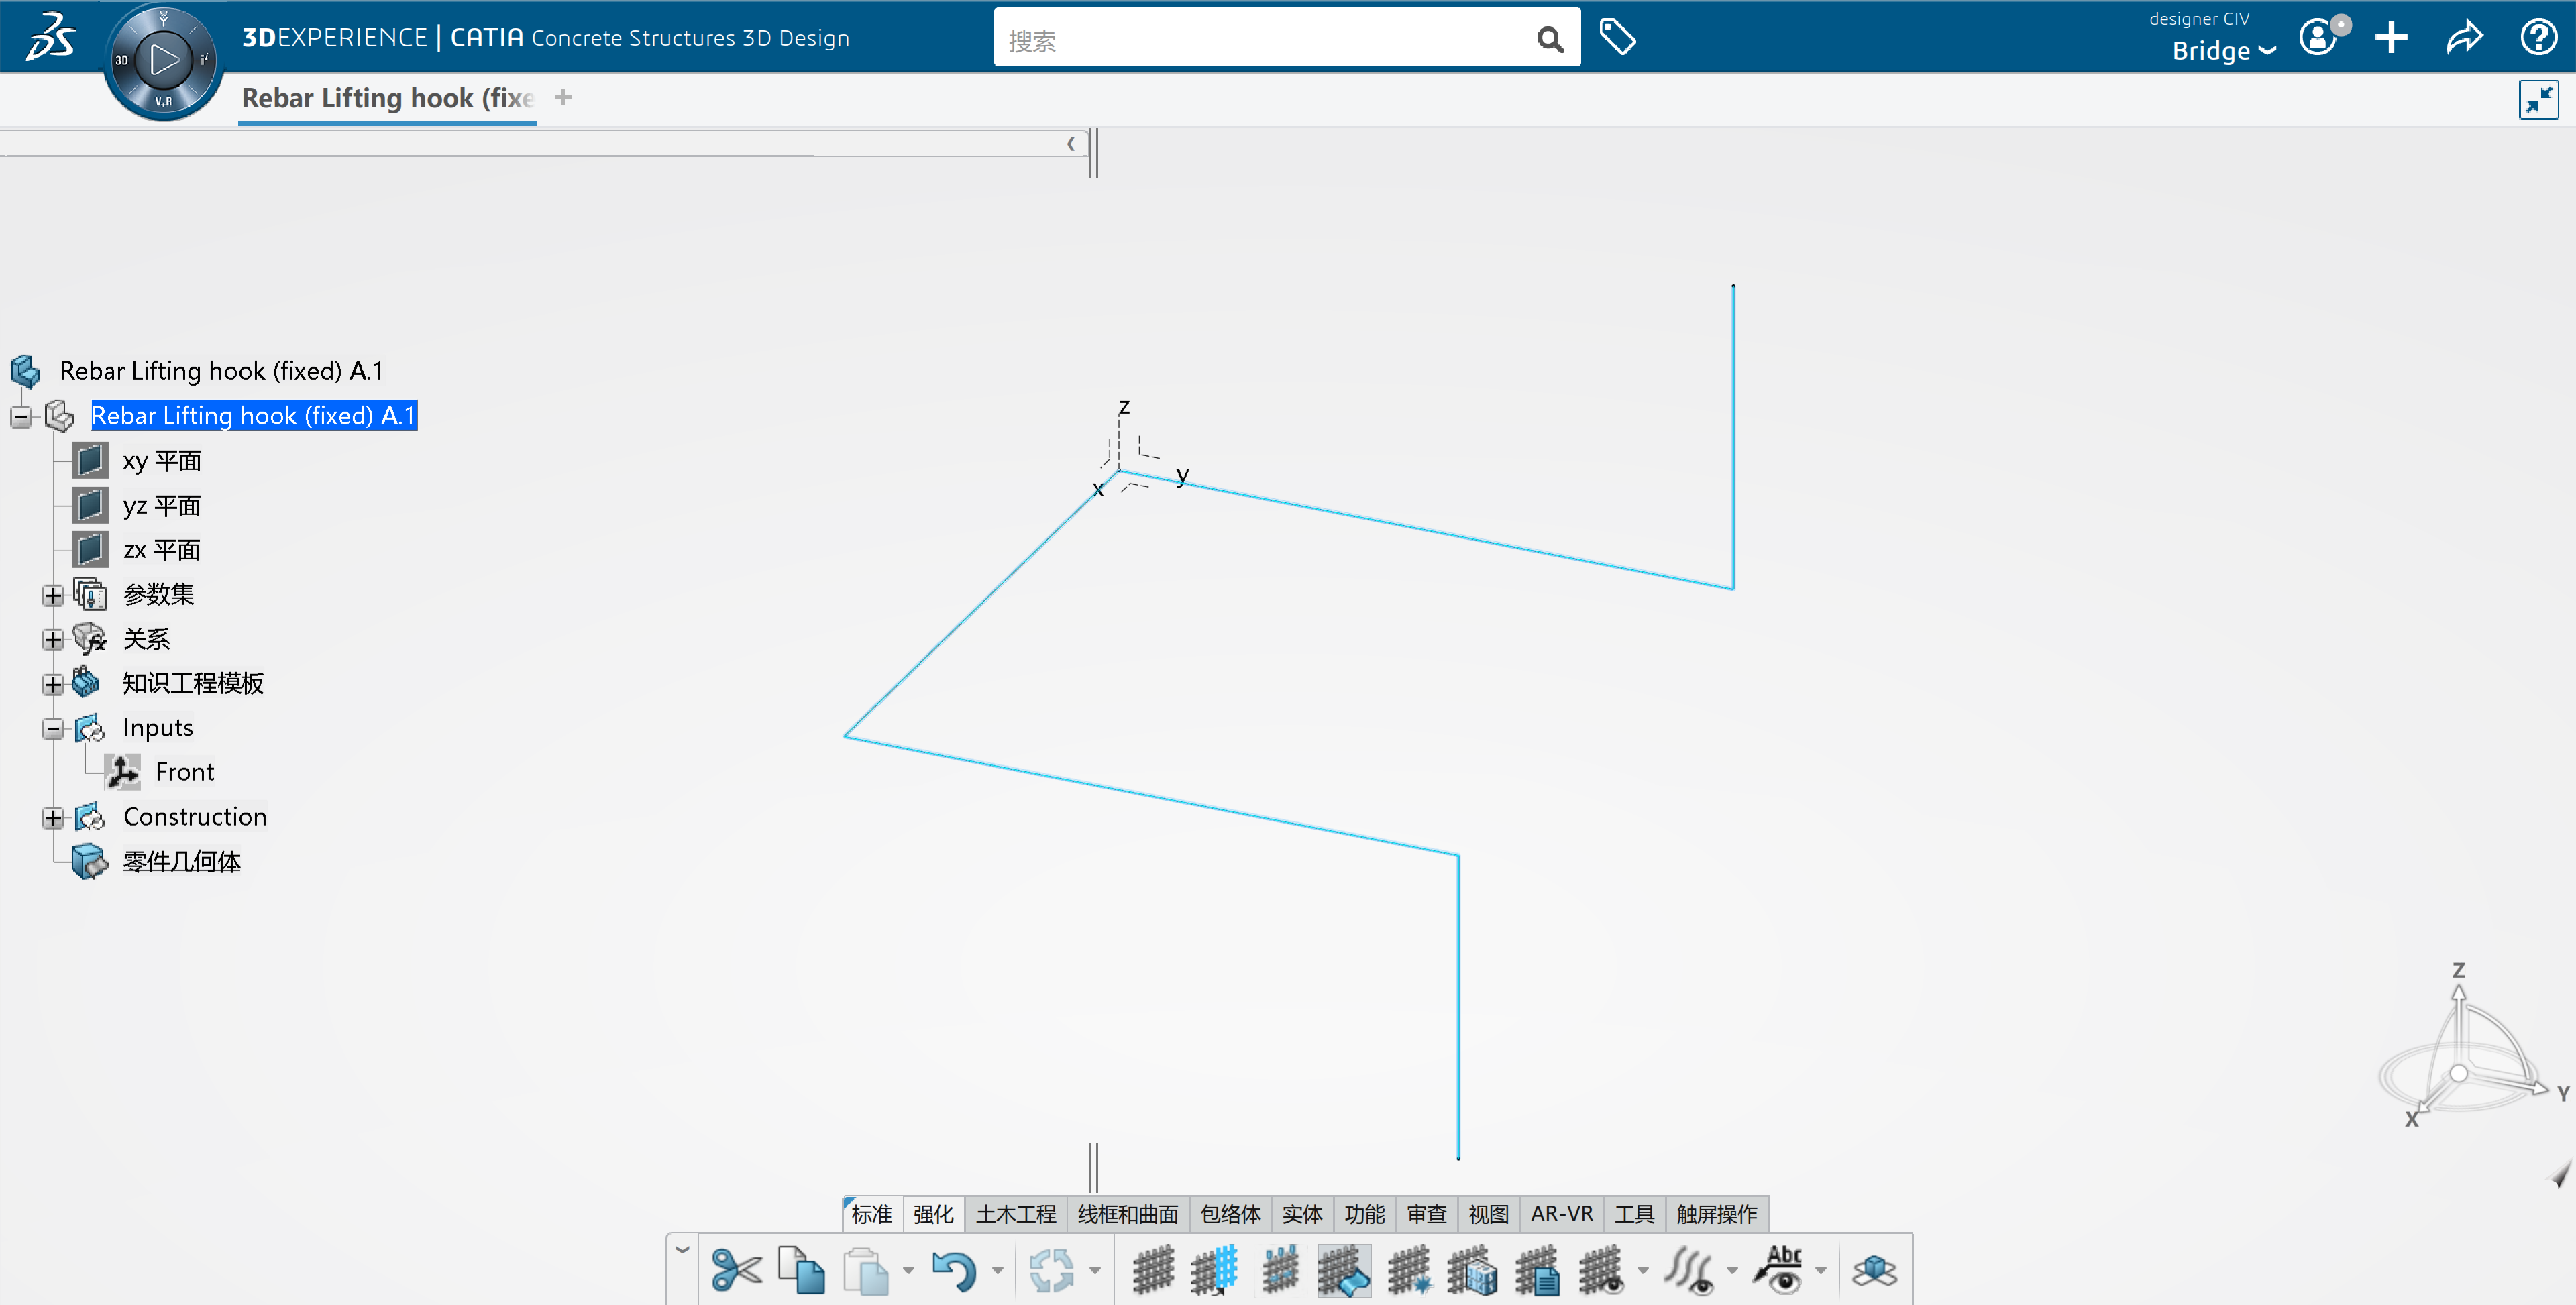 3DEXPERIENCE | CATIA Concrete Structures 3D Design
搜索
designer CIV
Bridge
3D
V,R
Rebar Lifting hook (fixe
Rebar Lifting hook (fixed) A.1
Rebar Lifting hook (fixed) A.1
xy 平面
yz 平面
zx 平面
参数集
关系
知识工程模板
Inputs
Front
Construction
零件几何体
z
y
x
Z
Y
X
标准 强化 土木工程 线框和曲面 包络体 实体 功能 审查 视图 AR-VR 工具 触屏操作
Abc